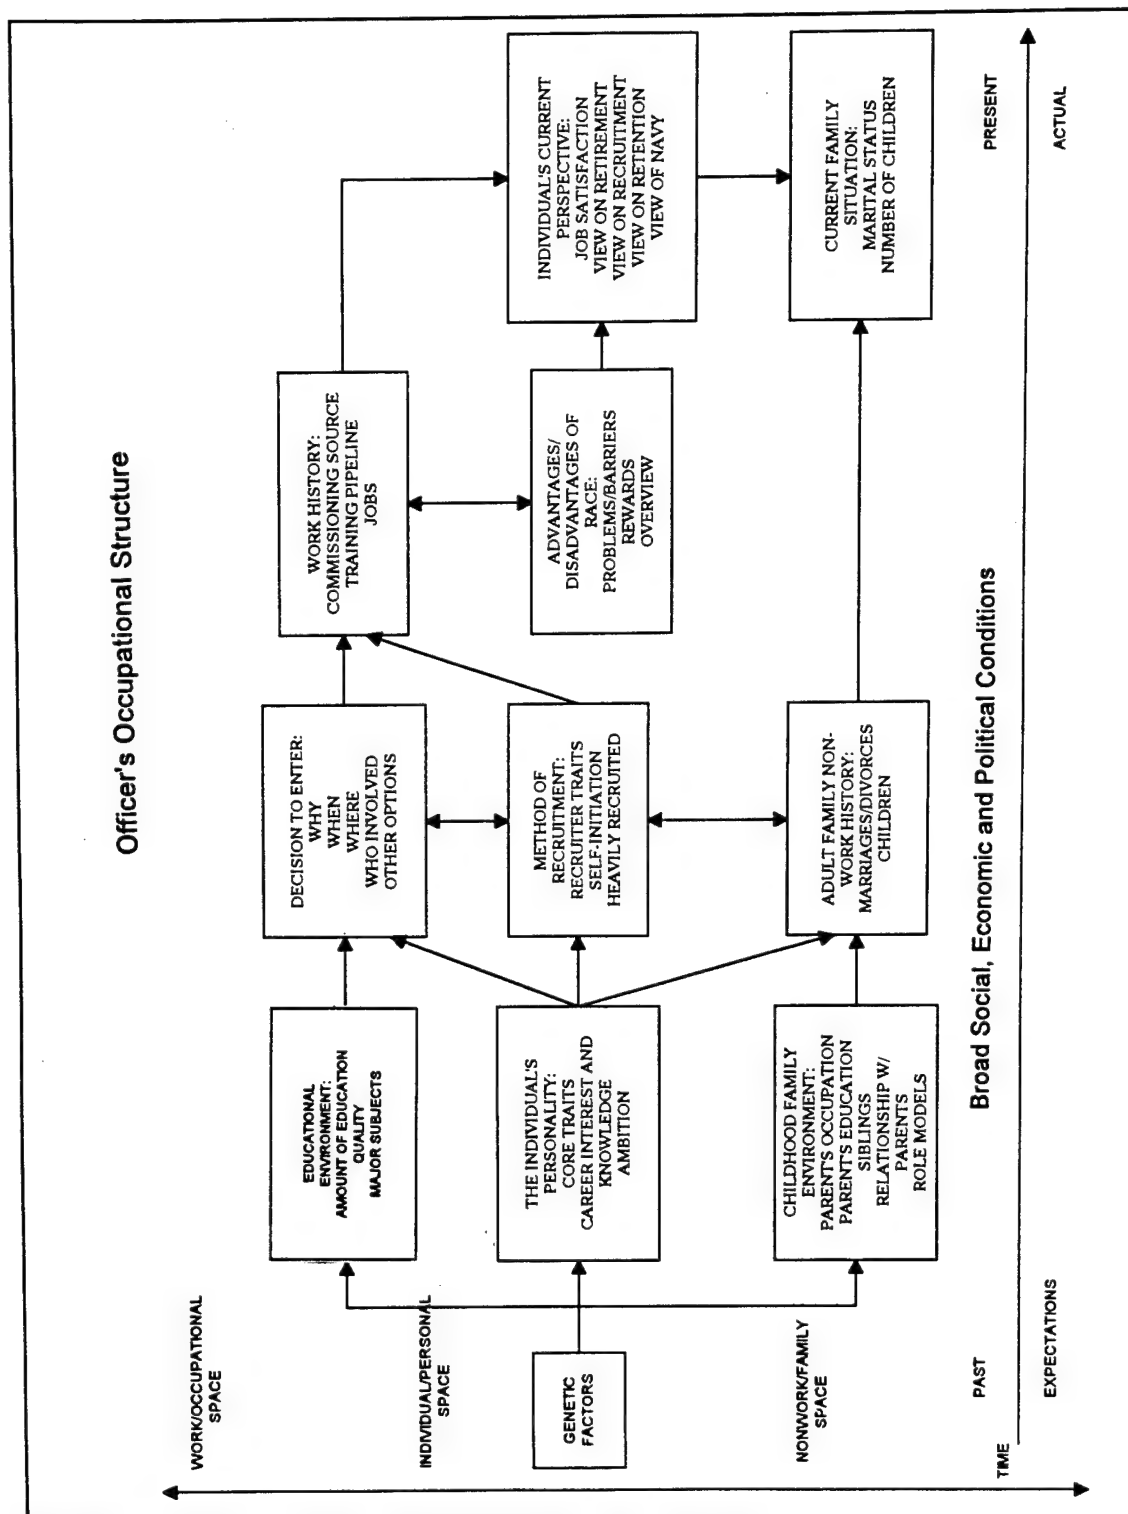 Officer's Occupational Structure
WORK/OCCUPATIONAL
SPACE
INDIVIDUAL/PERSONAL
SPACE
NONWORK/FAMILY
SPACE
GENETIC
FACTORS
EDUCATIONAL
ENVIRONMENT:
AMOUNT OF EDUCATION
QUALITY
MAJOR SUBJECTS
THE INDIVIDUAL'S
PERSONALITY:
CORE TRAITS
CAREER INTEREST AND
KNOWLEDGE
AMBITION
CHILDHOOD FAMILY
ENVIRONMENT:
PARENT'S OCCUPATION
PARENT'S EDUCATION
SIBLINGS
RELATIONSHIP W/
PARENTS
ROLE MODELS
DECISION TO ENTER:
WHY
WHEN
WHERE
WHO INVOLVED
OTHER OPTIONS
METHOD OF
RECRUITMENT:
RECRUITER TRAITS
SELF-INITIATION
HEAVILY RECRUITED
ADULT FAMILY NON-
WORK HISTORY:
MARRIAGES/DIVORCES
CHILDREN
WORK HISTORY:
COMMISSIONING SOURCE
TRAINING PIPELINE
JOBS
ADVANTAGES/
DISADVANTAGES OF
RACE:
PROBLEMS/BARRIERS
REWARDS
OVERVIEW
INDIVIDUAL'S CURRENT
PERSPECTIVE:
JOB SATISFACTION
VIEW ON RETIREMENT
VIEW ON RECRUITMENT
VIEW ON RETENTION
VIEW OF NAVY
CURRENT FAMILY
SITUATION:
MARITAL STATUS
NUMBER OF CHILDREN
Broad Social, Economic and Political Conditions
PAST
PRESENT
TIME
EXPECTATIONS
ACTUAL